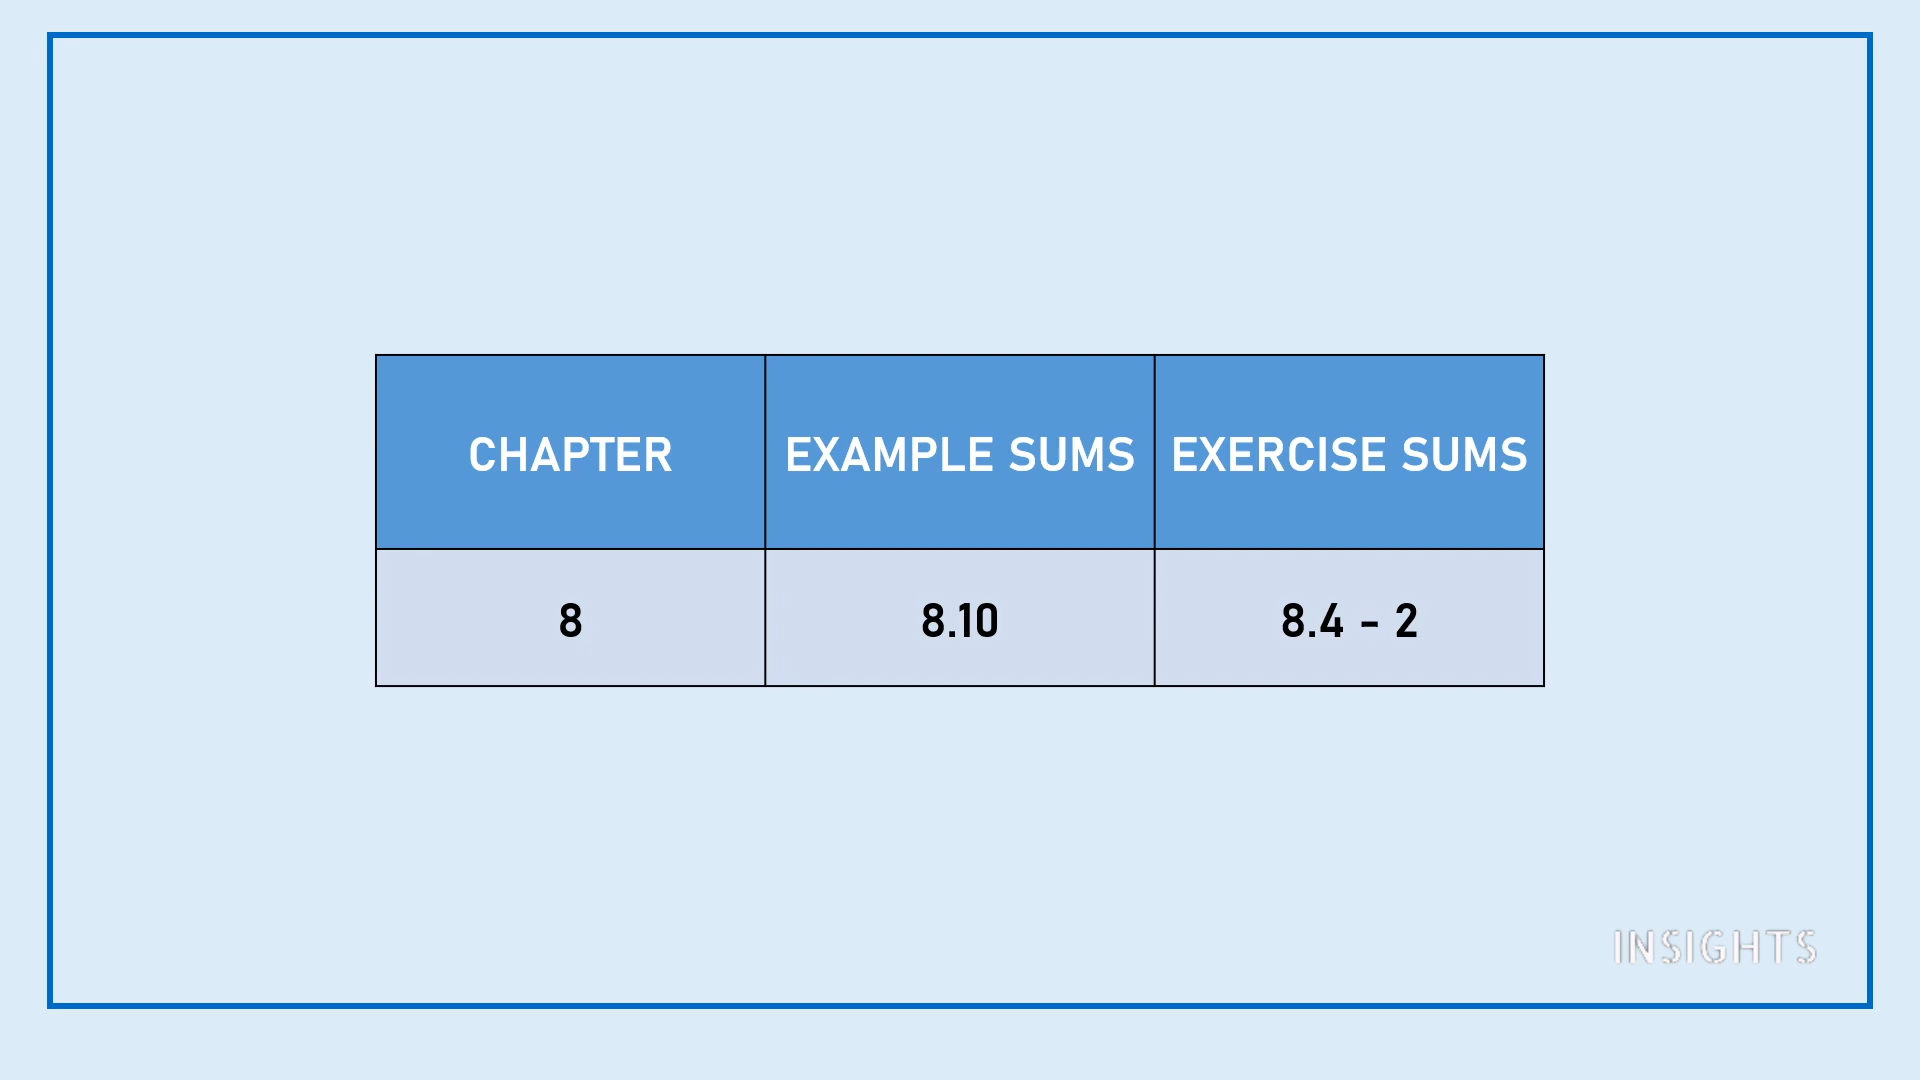 CHAPTER EXAMPLE SUMS EXERCISE SUMS
8 8.10 8.4 - 2
INSIGHTS